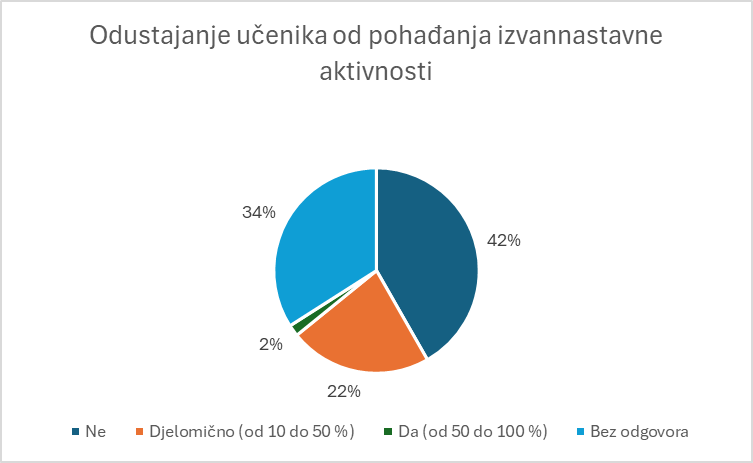 Odustajanje učenika od pohađanja izvannastavne
aktivnosti
34%
42%
2%
22%
Ne
Djelomično (od 10 do 50 %)
Da (od 50 do 100 %)
Bez odgovora